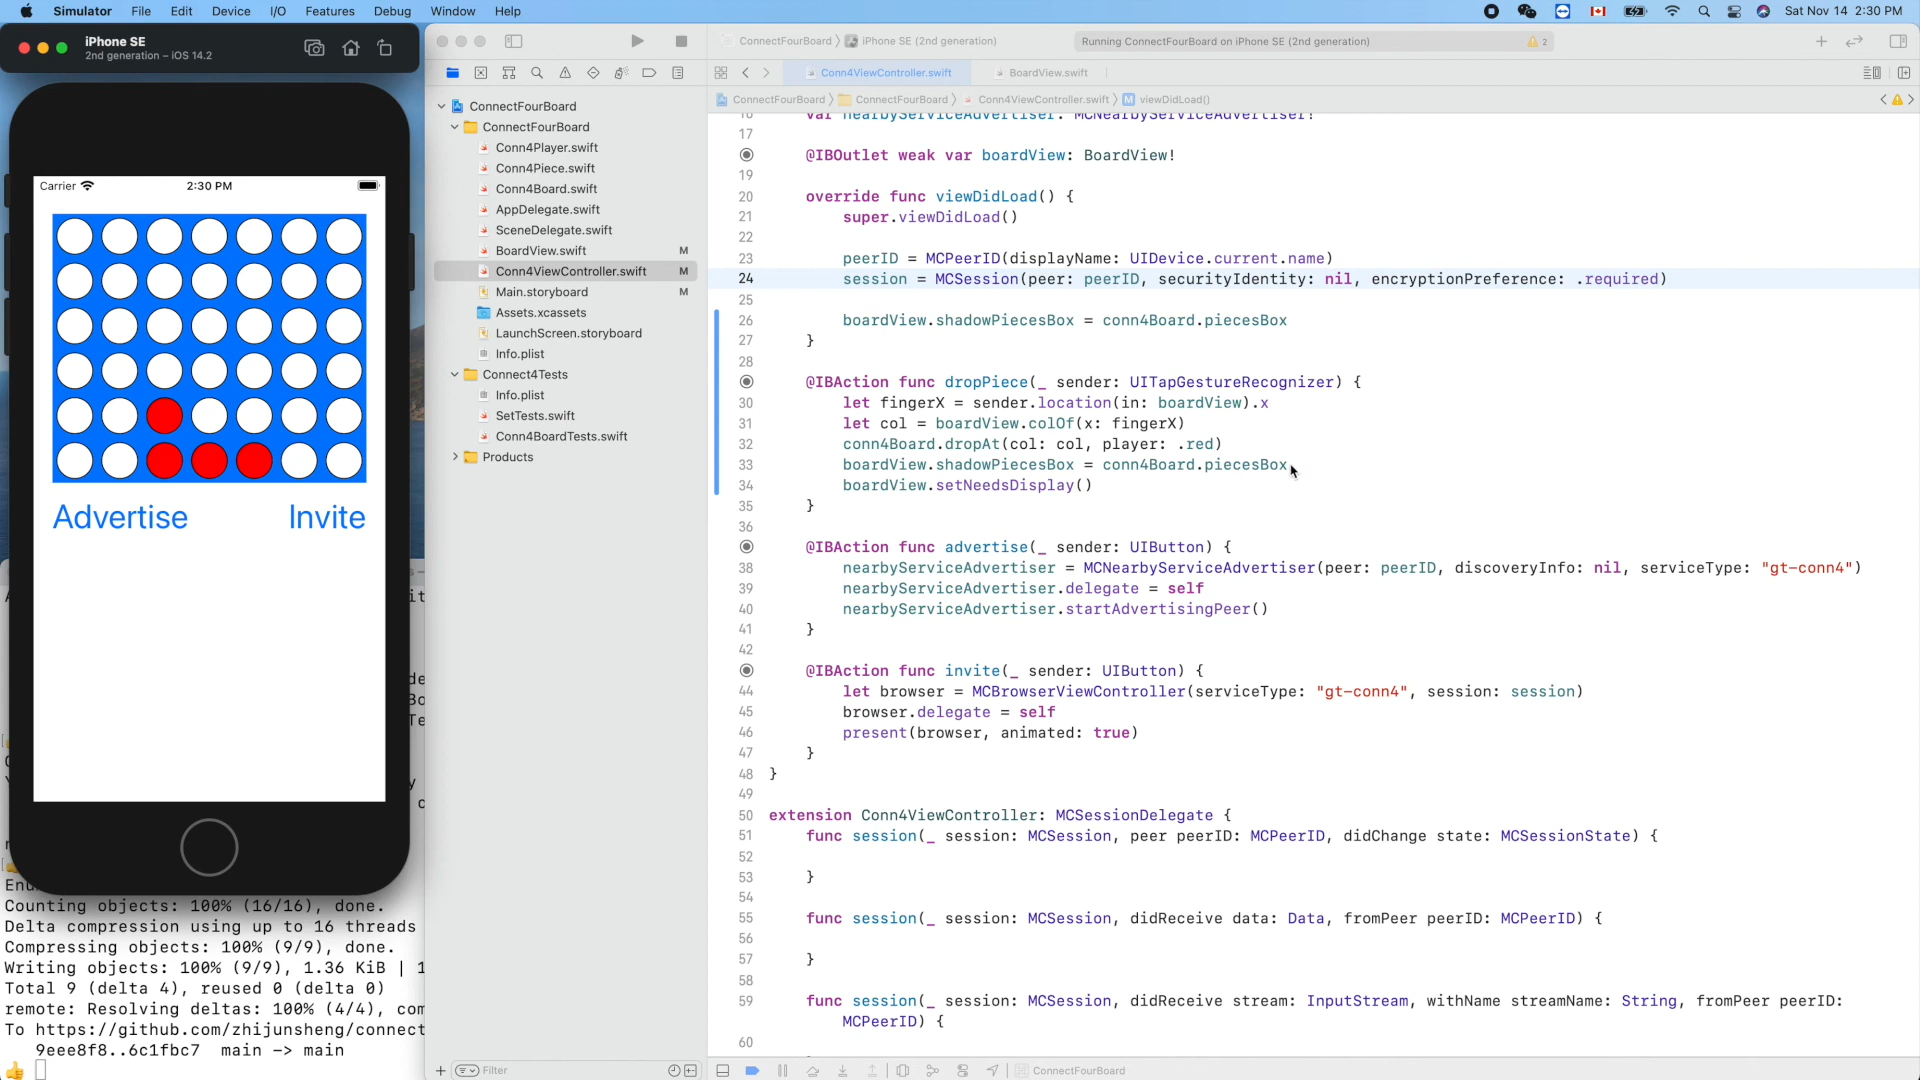 Simulator File Edit Device I/O Features Debug Window Help Sat Nov 14 2:30 PM
iPhone SE
2nd generation – iOS 14.2
Carrier 2:30 PM
Advertise Invite
Counting objects: 100% (16/16), done.
Delta compression using up to 16 threads
Compressing objects: 100% (9/9), done.
Writing objects: 100% (9/9), 1.36 KiB | 1
Total 9 (delta 4), reused 0 (delta 0)
remote: Resolving deltas: 100% (4/4), com
To https://github.com/zhijunsheng/connect
9eee8f8..6c1fbc7 main -> main
ConnectFourBoard
ConnectFourBoard
Conn4Player.swift
Conn4Piece.swift
Conn4Board.swift
AppDelegate.swift
SceneDelegate.swift
BoardView.swift M
Conn4ViewController.swift M
Main.storyboard M
Assets.xcassets
LaunchScreen.storyboard
Info.plist
Connect4Tests
Info.plist
SetTests.swift
Conn4BoardTests.swift
Products
Filter
ConnectFourBoard 〉 iPhone SE (2nd generation) Running ConnectFourBoard on iPhone SE (2nd generation) 2
Conn4ViewController.swift BoardView.swift
ConnectFourBoard 〉 ConnectFourBoard 〉 Conn4ViewController.swift 〉 M viewDidLoad()
16 var nearbyServiceAdvertiser: MCNearbyServiceAdvertiser!
17
@IBOutlet weak var boardView: BoardView!
19
20 override func viewDidLoad() {
21 super.viewDidLoad()
22
23 peerID = MCPeerID(displayName: UIDevice.current.name)
24 session = MCSession(peer: peerID, securityIdentity: nil, encryptionPreference: .required)
25
26 boardView.shadowPiecesBox = conn4Board.piecesBox
27 }
28
@IBAction func dropPiece(_ sender: UITapGestureRecognizer) {
30 let fingerX = sender.location(in: boardView).x
31 let col = boardView.colOf(x: fingerX)
32 conn4Board.dropAt(col: col, player: .red)
33 boardView.shadowPiecesBox = conn4Board.piecesBox
34 boardView.setNeedsDisplay()
35 }
36
@IBAction func advertise(_ sender: UIButton) {
38 nearbyServiceAdvertiser = MCNearbyServiceAdvertiser(peer: peerID, discoveryInfo: nil, serviceType: "gt-conn4")
39 nearbyServiceAdvertiser.delegate = self
40 nearbyServiceAdvertiser.startAdvertisingPeer()
41 }
42
@IBAction func invite(_ sender: UIButton) {
44 let browser = MCBrowserViewController(serviceType: "gt-conn4", session: session)
45 browser.delegate = self
46 present(browser, animated: true)
47 }
48 }
49
50 extension Conn4ViewController: MCSessionDelegate {
51 func session(_ session: MCSession, peer peerID: MCPeerID, didChange state: MCSessionState) {
52
53 }
54
55 func session(_ session: MCSession, didReceive data: Data, fromPeer peerID: MCPeerID) {
56
57 }
58
59 func session(_ session: MCSession, didReceive stream: InputStream, withName streamName: String, fromPeer peerID:
MCPeerID) {
60
ConnectFourBoard